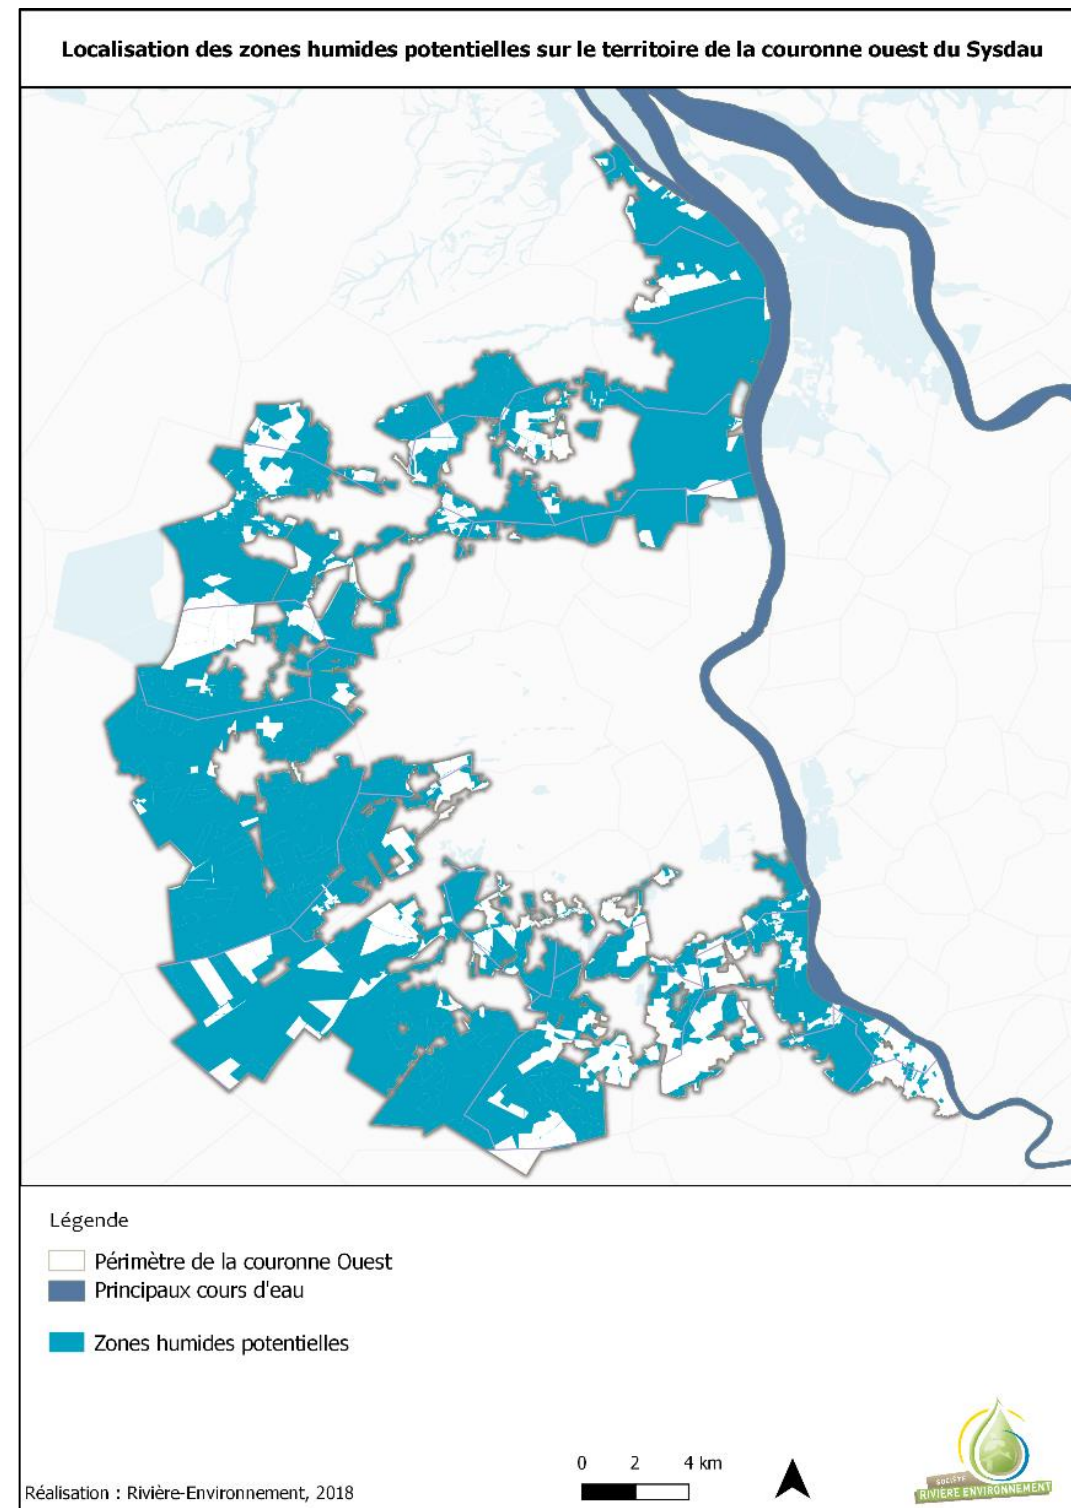 Localisation des zones humides potentielles sur le territoire de la couronne ouest du Sysdau
Légende
Périmètre de la couronne Ouest
Principaux cours d'eau
Zones humides potentielles
0 2 4 km
Réalisation : Rivière-Environnement, 2018
SOCIÉTÉ
RIVIÈRE ENVIRONNEMENT